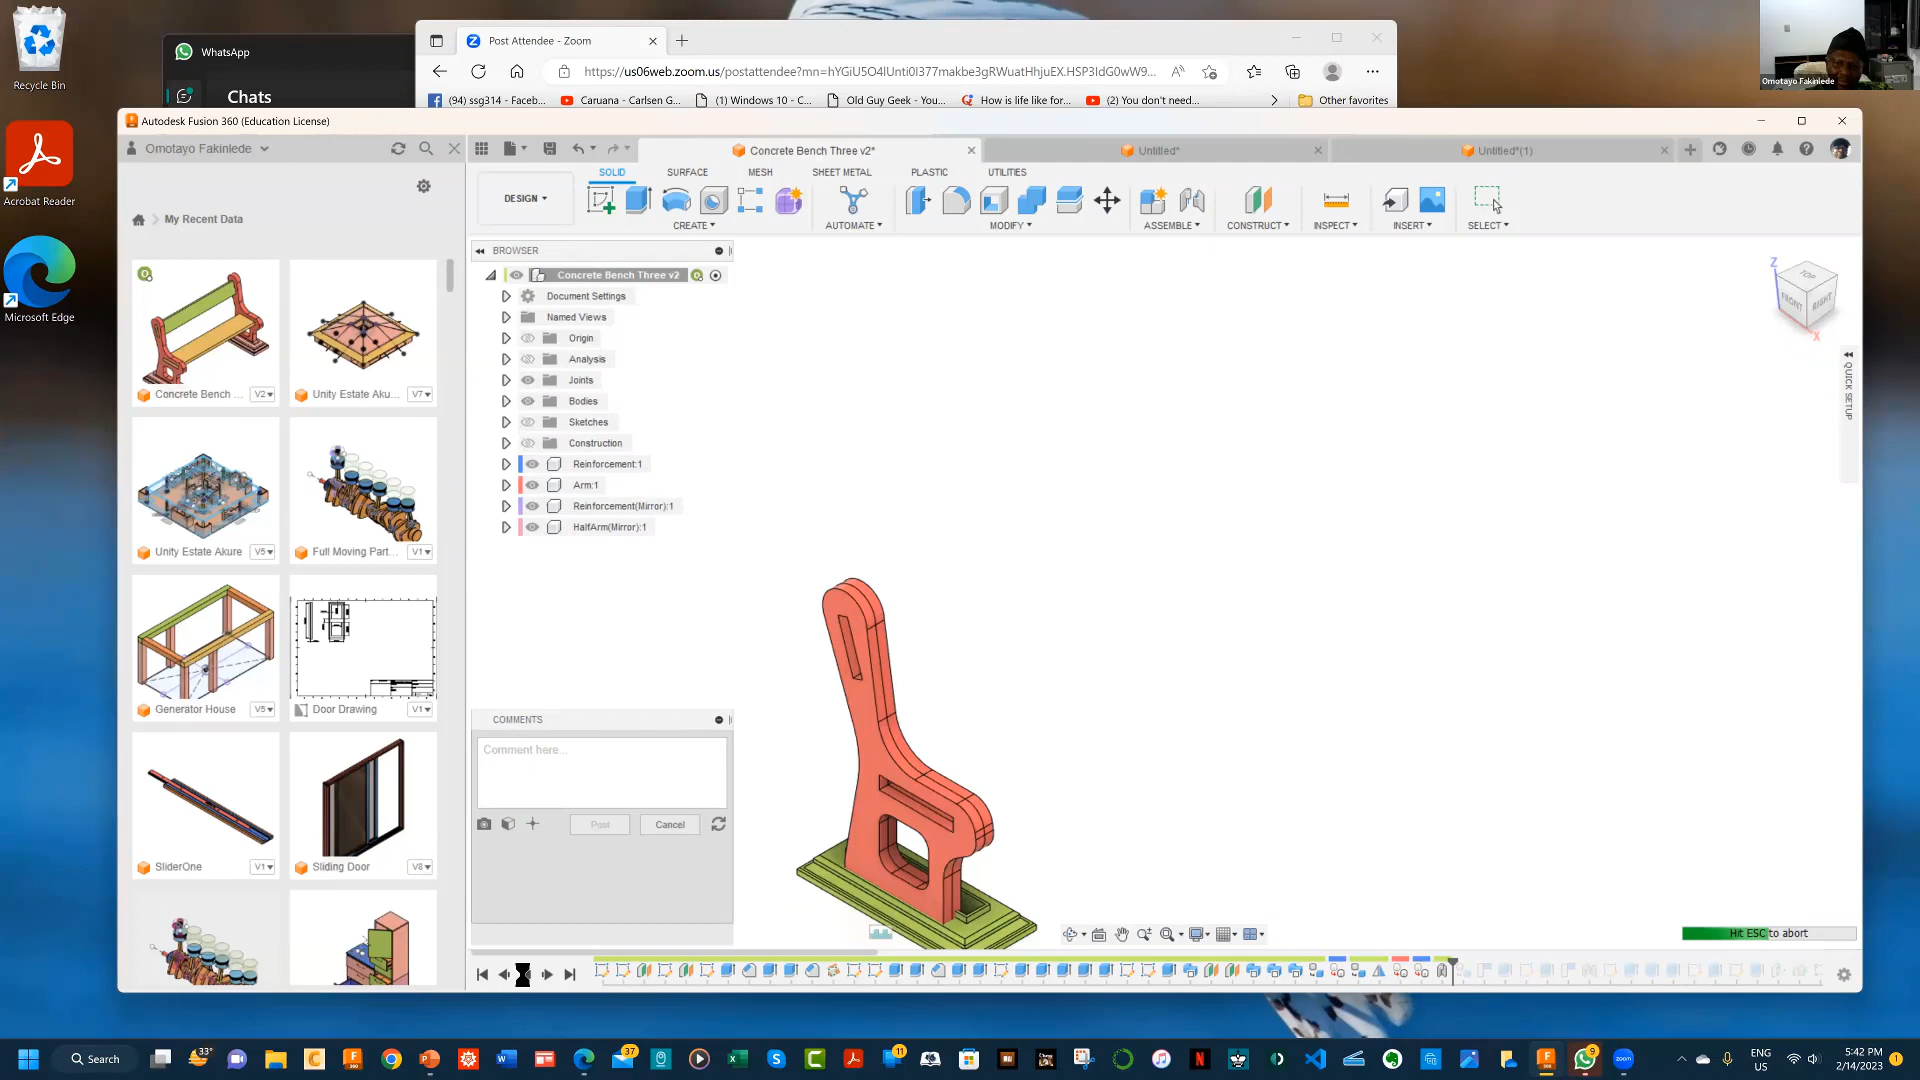 Recycle Bin
Acrobat Reader
Microsoft Edge
WhatsApp
Chats
Post Attendee - Zoom
https://us06web.zoom.us/postattendee?mn=hYGiU5O4lUnti0I377makbe3gRWuatHhjuEX.HSP3IdG0wW9...
(94) ssg314 - Faceb...
Caruana - Carlsen G...
(1) Windows 10 - C...
Old Guy Geek - You...
How is life like for...
(2) You don't need...
Other favorites
Omotayo Fakinlede
Autodesk Fusion 360 (Education License)
Omotayo Fakinlede
Concrete Bench Three v2*
Untitled*
Untitled*(1)
SOLID
SURFACE
MESH
SHEET METAL
PLASTIC
UTILITIES
DESIGN
CREATE
AUTOMATE
MODIFY
ASSEMBLE
CONSTRUCT
INSPECT
INSERT
SELECT
My Recent Data
Concrete Bench ...
V2
Unity Estate Aku...
V7
Unity Estate Akure
V5
Full Moving Part...
V1
Generator House
V5
Door Drawing
V1
SliderOne
V1
Sliding Door
V8
BROWSER
Concrete Bench Three v2
Document Settings
Named Views
Origin
Analysis
Joints
Bodies
Sketches
Construction
Reinforcement:1
Arm:1
Reinforcement(Mirror):1
HalfArm(Mirror):1
COMMENTS
Comment here...
Post
Cancel
Z
TOP
FRONT
RIGHT
X
QUICK SETUP
Hit ESC to abort
Search
33°
37
11
9
ENG
US
5:42 PM
2/14/2023
1